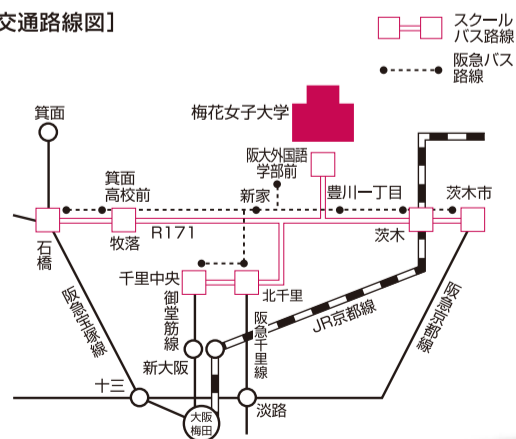 交通路線図]
スクール
バス路線
阪急バス
路線
梅花女子大学
箕面
阪大外国語
学部前
箕面
高校前
新家
豊川一丁目
茨木市
石橋
牧落
R171
茨木
千里中央
北千里
御堂筋線
阪急宝塚線
阪急千里線
JR京都線
阪急京都線
新大阪
十三
大阪
梅田
淡路